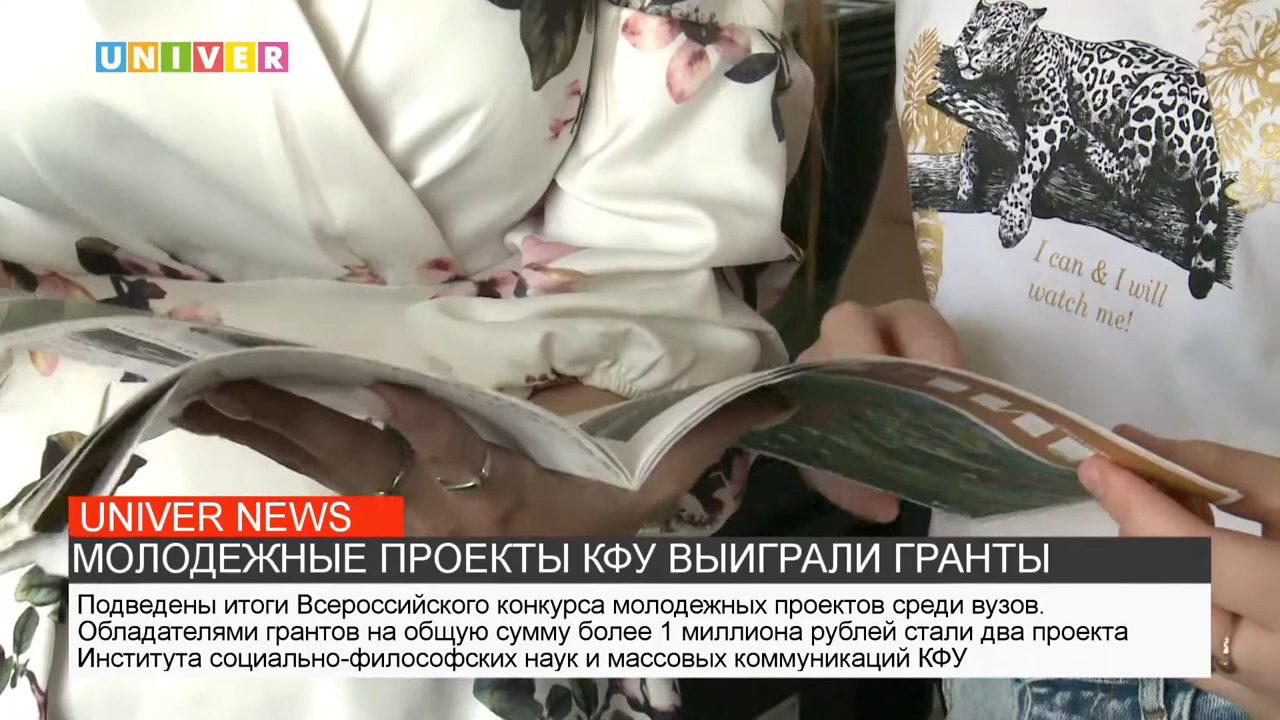 UNIVER
I can & I will
watch me!
UNIVER NEWS
МОЛОДЕЖНЫЕ ПРОЕКТЫ КФУ ВЫИГРАЛИ ГРАНТЫ
Подведены итоги Всероссийского конкурса молодежных проектов среди вузов.
Обладателями грантов на общую сумму более 1 миллиона рублей стали два проекта
Института социально-философских наук и массовых коммуникаций КФУ